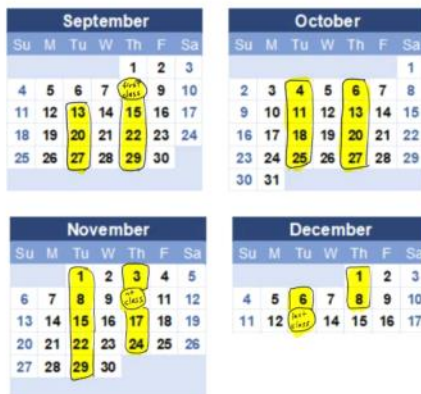 September
Su M Tu W Th F Sa
1 2 3
4 5 6 7 first class 9 10
11 12 13 14 15 16 17
18 19 20 21 22 23 24
25 26 27 28 29 30
October
Su M Tu W Th F Sa
1
2 3 4 5 6 7 8
9 10 11 12 13 14 15
16 17 18 19 20 21 22
23 24 25 26 27 28 29
30 31
November
Su M Tu W Th F Sa
1 2 3 4 5
6 7 8 9 class 11 12
13 14 15 16 17 18 19
20 21 22 23 24 25 26
27 28 29 30
December
Su M Tu W Th F Sa
1 2 3
4 5 6 7 8 9 10
11 12 last class 14 15 16 17